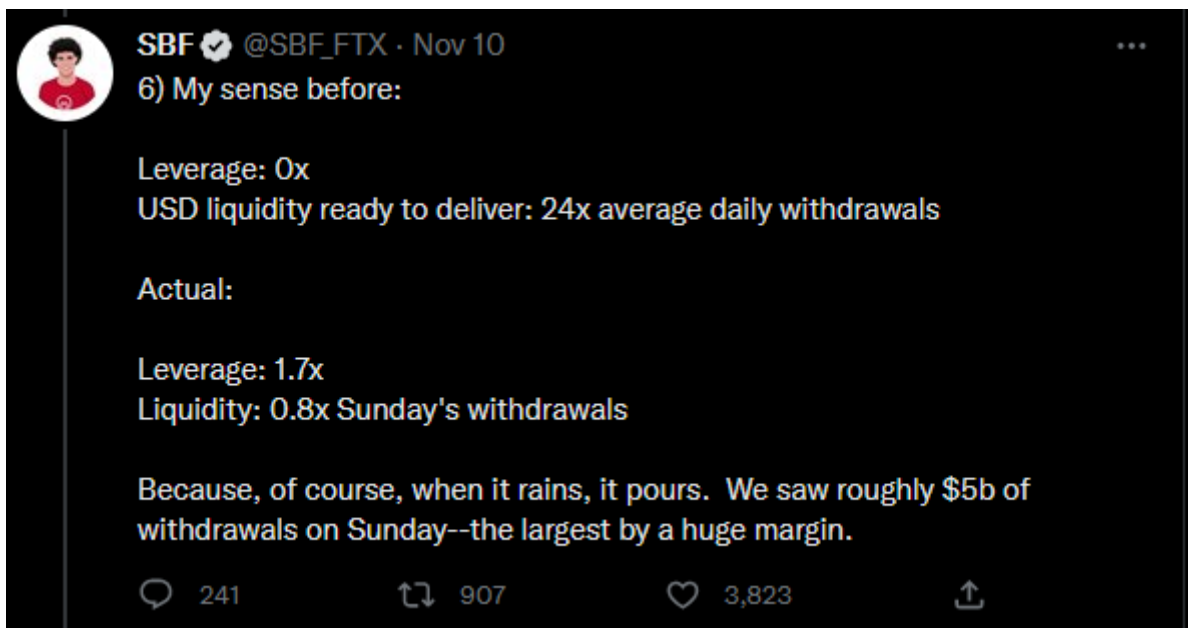 SBF @SBF_FTX · Nov 10
6) My sense before:
Leverage: 0x
USD liquidity ready to deliver: 24x average daily withdrawals
Actual:
Leverage: 1.7x
Liquidity: 0.8x Sunday's withdrawals
Because, of course, when it rains, it pours.  We saw roughly $5b of
withdrawals on Sunday--the largest by a huge margin.
241 907 3,823